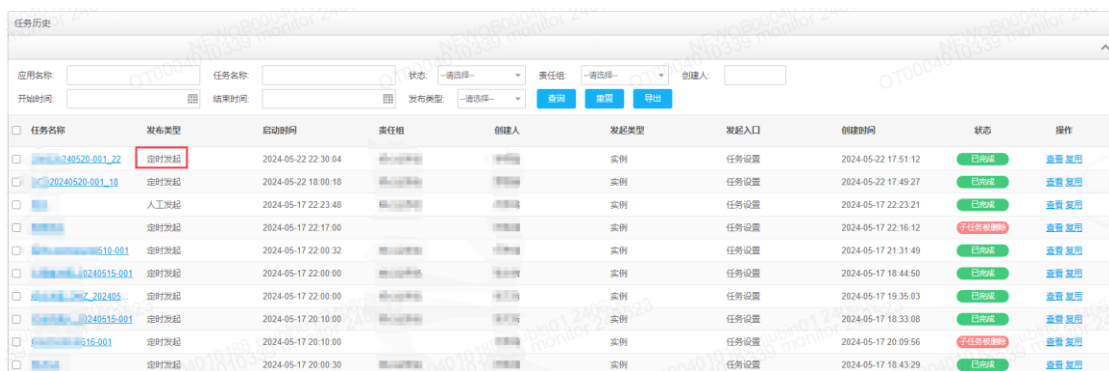 任务历史
应用名称: 任务名称: 状态: --请选择-- 责任组: --请选择-- 创建人:
开始时间: 结束时间: 发布类型: --请选择-- 查询 重置 导出
任务名称 发布类型 启动时间 责任组 创建人 发起类型 发起入口 创建时间 状态 操作
240520-001_22 定时发起 2024-05-22 22:30:04 实例 任务设置 2024-05-22 17:51:12 已完成 查看 复用
20240520-001_18 定时发起 2024-05-22 18:00:18 实例 任务设置 2024-05-22 17:49:27 已完成 查看 复用
人工发起 2024-05-17 22:23:48 实例 任务设置 2024-05-17 22:23:21 已完成 查看 复用
定时发起 2024-05-17 22:17:00 实例 任务设置 2024-05-17 22:16:12 子任务被删除 查看 复用
510-001 定时发起 2024-05-17 22:00:32 实例 任务设置 2024-05-17 21:31:49 已完成 查看 复用
20240515-001 定时发起 2024-05-17 22:00:00 实例 任务设置 2024-05-17 18:44:50 已完成 查看 复用
Z_202405... 定时发起 2024-05-17 22:00:00 实例 任务设置 2024-05-17 19:35:03 已完成 查看 复用
0240515-001 定时发起 2024-05-17 20:10:00 实例 任务设置 2024-05-17 18:33:08 已完成 查看 复用
516-001 定时发起 2024-05-17 20:10:00 实例 任务设置 2024-05-17 20:09:56 子任务被删除 查看 复用
定时发起 2024-05-17 20:00:30 实例 任务设置 2024-05-17 18:43:29 已完成 查看 复用